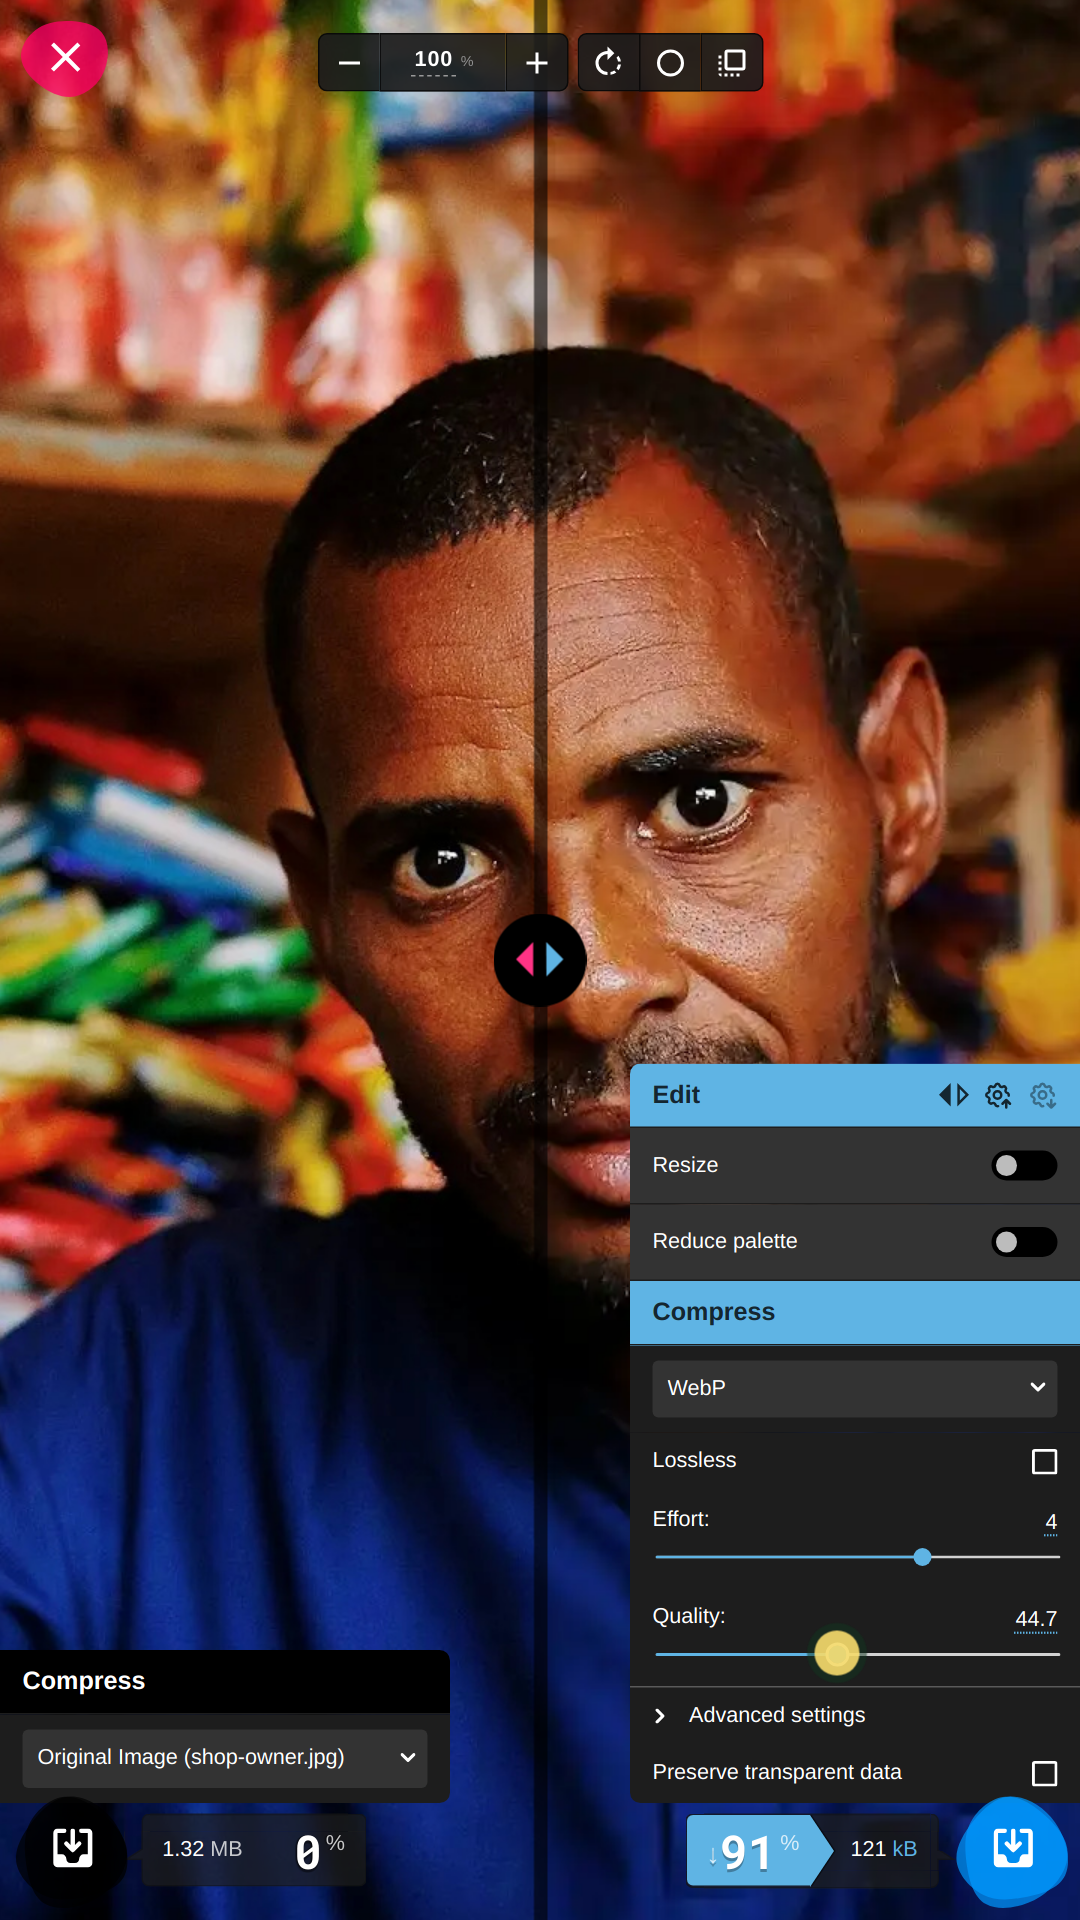 100 %
Edit
Resize
Reduce palette
Compress
WebP
Lossless
Effort: 4
Quality: 44.7
Advanced settings
Preserve transparent data
Compress
Original Image (shop-owner.jpg)
1.32 MB 0 %
↓91 % 121 kB